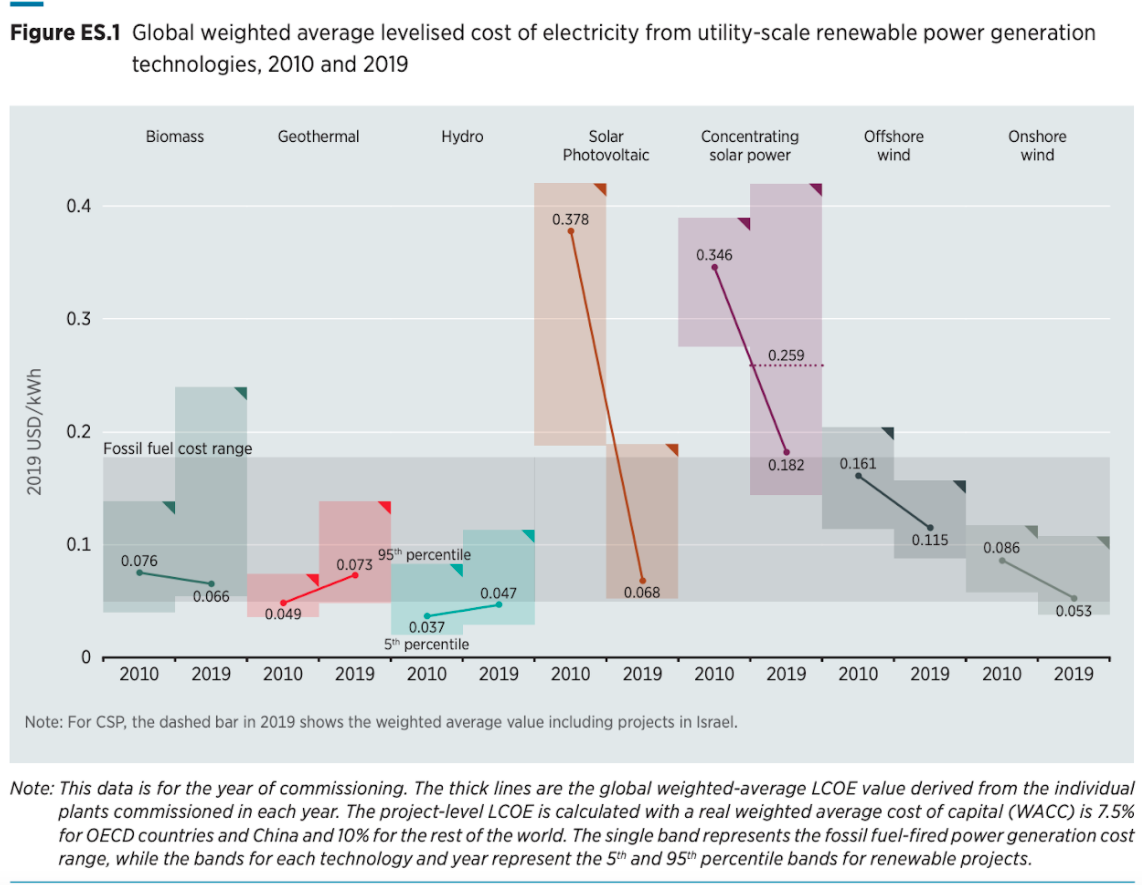 Figure ES.1 Global weighted average levelised cost of electricity from utility-scale renewable power generation
technologies, 2010 and 2019
Biomass
Geothermal
Hydro
Solar
Photovoltaic
Concentrating
solar power
Offshore
wind
Onshore
wind
2019 USD/kWh
0.4
0.3
0.2
0.1
0
Fossil fuel cost range
0.076
0.066
0.049
0.073
95th percentile
0.037
0.047
5th percentile
0.378
0.068
0.346
0.259
0.182
0.161
0.115
0.086
0.053
2010 2019 2010 2019 2010 2019 2010 2019 2010 2019 2010 2019 2010 2019
Note: For CSP, the dashed bar in 2019 shows the weighted average value including projects in Israel.
Note: This data is for the year of commissioning. The thick lines are the global weighted-average LCOE value derived from the individual
plants commissioned in each year. The project-level LCOE is calculated with a real weighted average cost of capital (WACC) is 7.5%
for OECD countries and China and 10% for the rest of the world. The single band represents the fossil fuel-fired power generation cost
range, while the bands for each technology and year represent the 5th and 95th percentile bands for renewable projects.